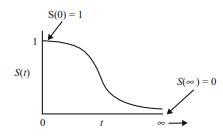 S(0) = 1
1
S(t)
S(∞) = 0
0 t ∞